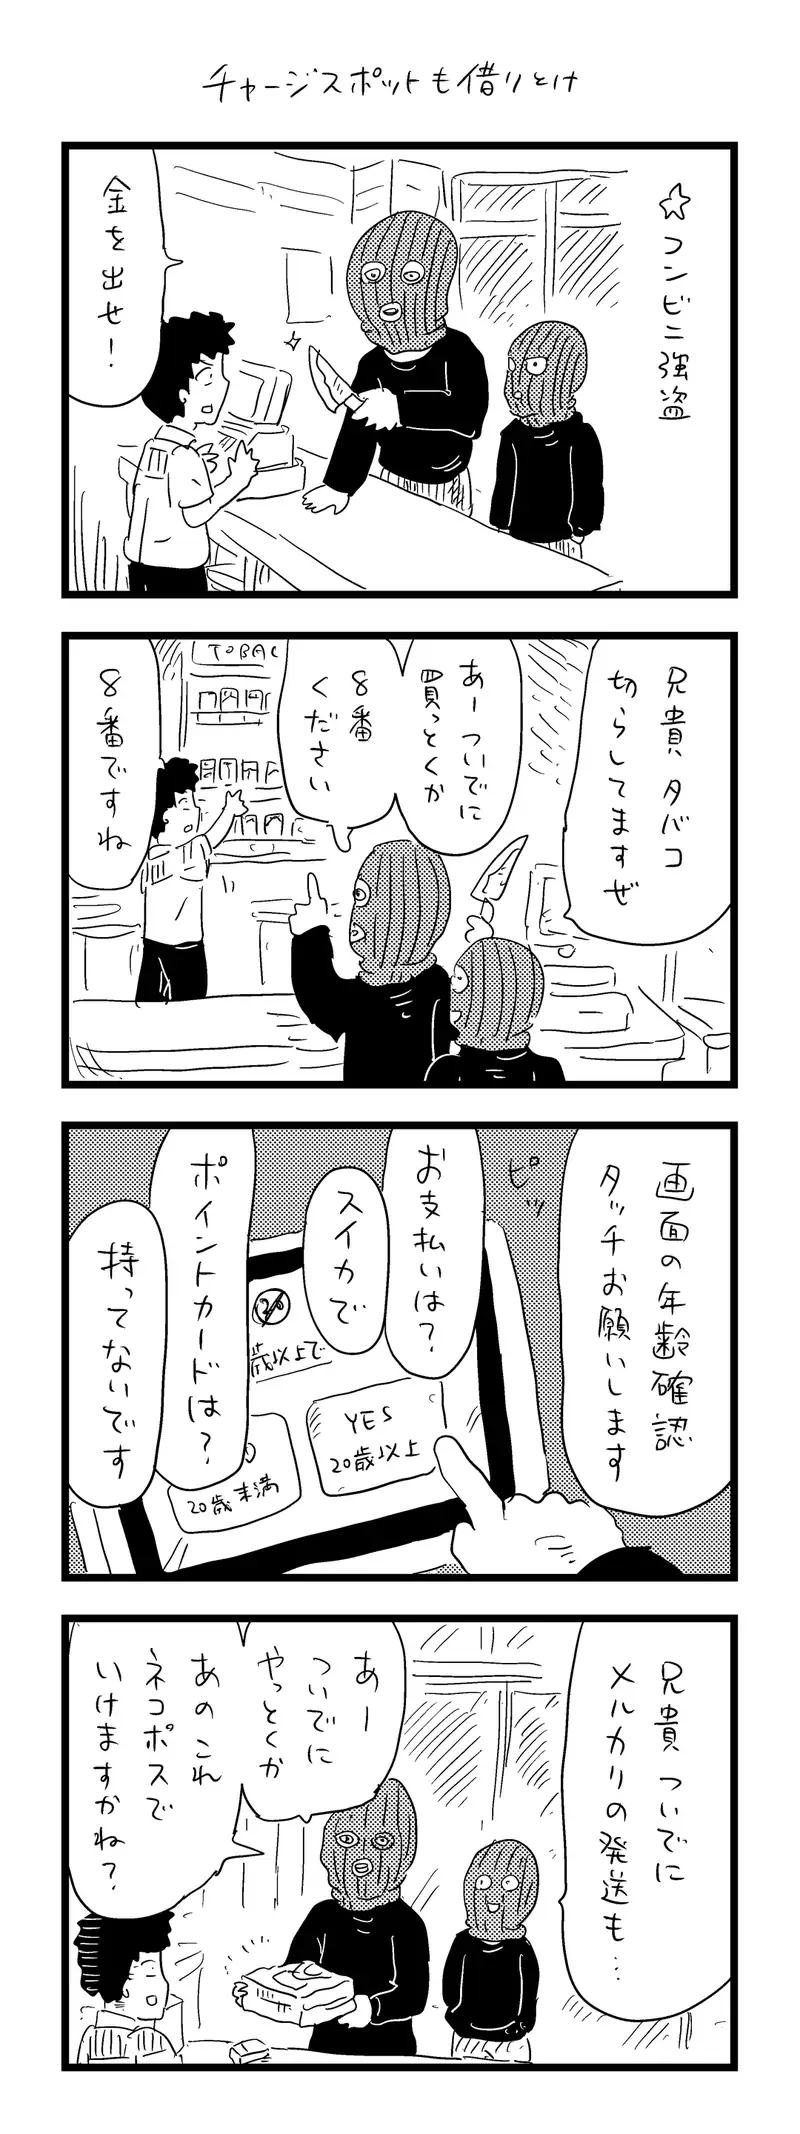 チャージスポットも借りとけ
☆コンビニ強盗
金を出せ！
兄貴 タバコ
切らしてますぜ
あーついでに
買っとくか
8番
ください
TOBAC
8番ですね
画面の年齢確認
タッチお願いします
ピッ
お支払いは？
スイカで
ポイントカードは？
持ってないです
20
歳以上で
YES
20歳以上
20歳未満
兄貴 ついでに
メルカリの発送も…
あー
ついでに
やっとくか
あのこれ
ネコポスで
いけますかね？